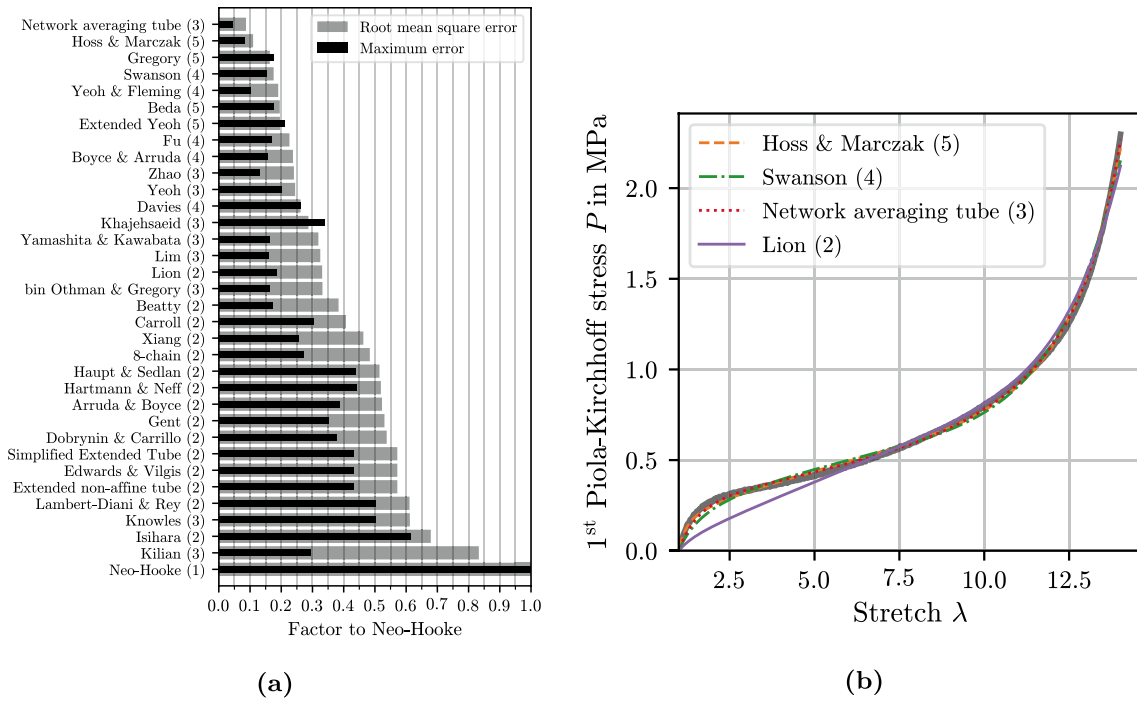 Network averaging tube (3)
Hoss & Marczak (5)
Gregory (5)
Swanson (4)
Yeoh & Fleming (4)
Beda (5)
Extended Yeoh (5)
Fu (4)
Boyce & Arruda (4)
Zhao (3)
Yeoh (3)
Davies (4)
Khajehsaeid (3)
Yamashita & Kawabata (3)
Lim (3)
Lion (2)
bin Othman & Gregory (3)
Beatty (2)
Carroll (2)
Xiang (2)
8-chain (2)
Haupt & Sedlan (2)
Hartmann & Neff (2)
Arruda & Boyce (2)
Gent (2)
Dobrynin & Carrillo (2)
Simplified Extended Tube (2)
Edwards & Vilgis (2)
Extended non-affine tube (2)
Lambert-Diani & Rey (2)
Knowles (3)
Isihara (2)
Kilian (3)
Neo-Hooke (1)
0.0 0.1 0.2 0.3 0.4 0.5 0.6 0.7 0.8 0.9 1.0
Factor to Neo-Hooke
Root mean square error
Maximum error
(a)
1st Piola-Kirchhoff stress P in MPa
2.0
1.5
1.0
0.5
0.0
Hoss & Marczak (5)
Swanson (4)
Network averaging tube (3)
Lion (2)
2.5 5.0 7.5 10.0 12.5
Stretch λ
(b)